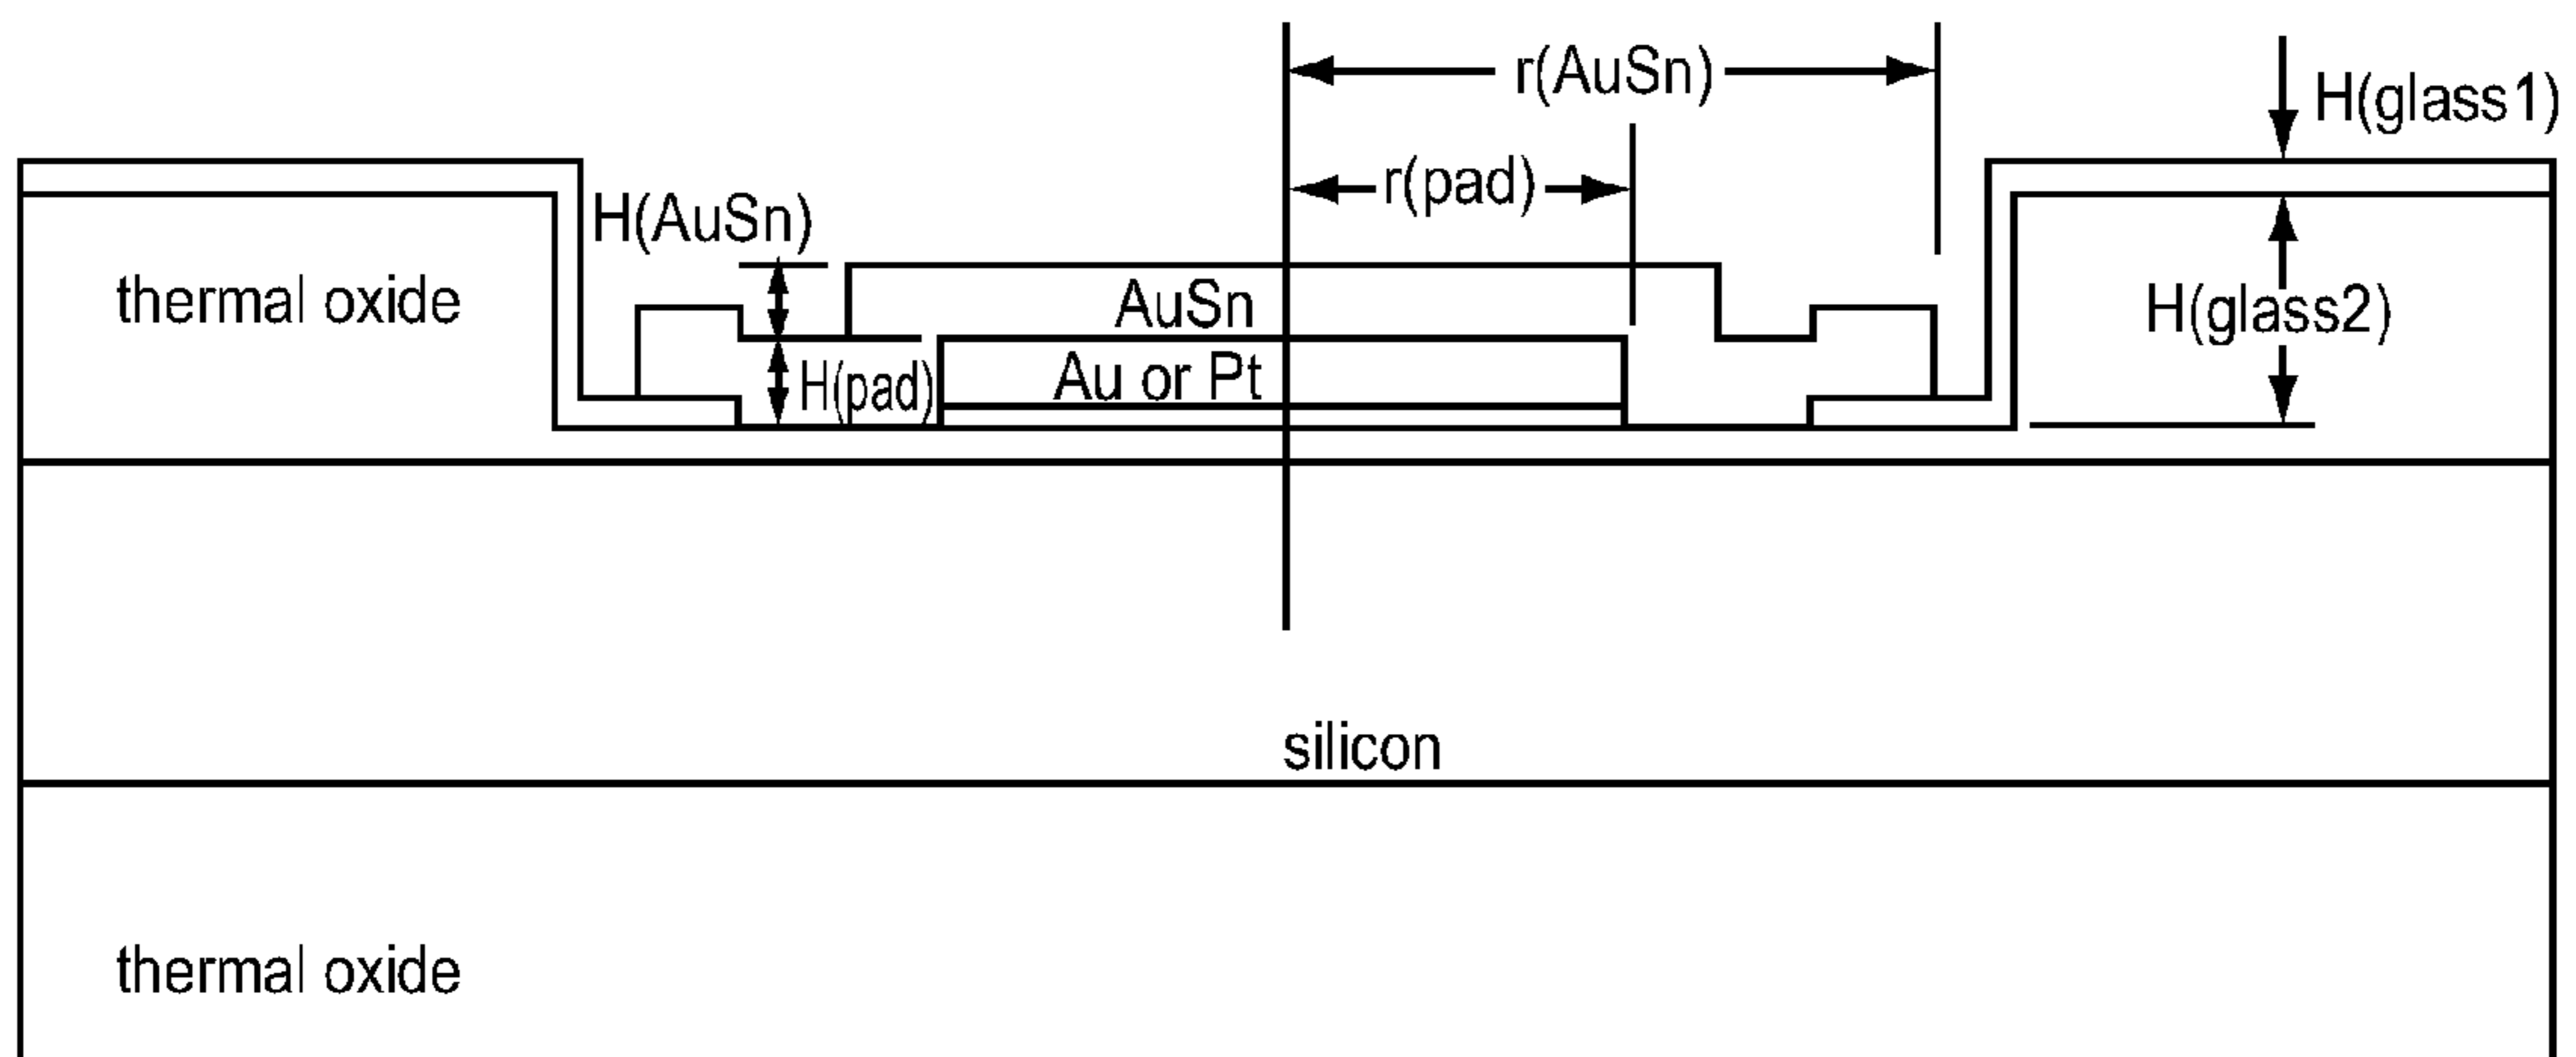 r(AuSn)
H(glass1)
r(pad)
H(AuSn)
thermal oxide
AuSn
H(glass2)
Au or Pt
H(pad)
silicon
thermal oxide